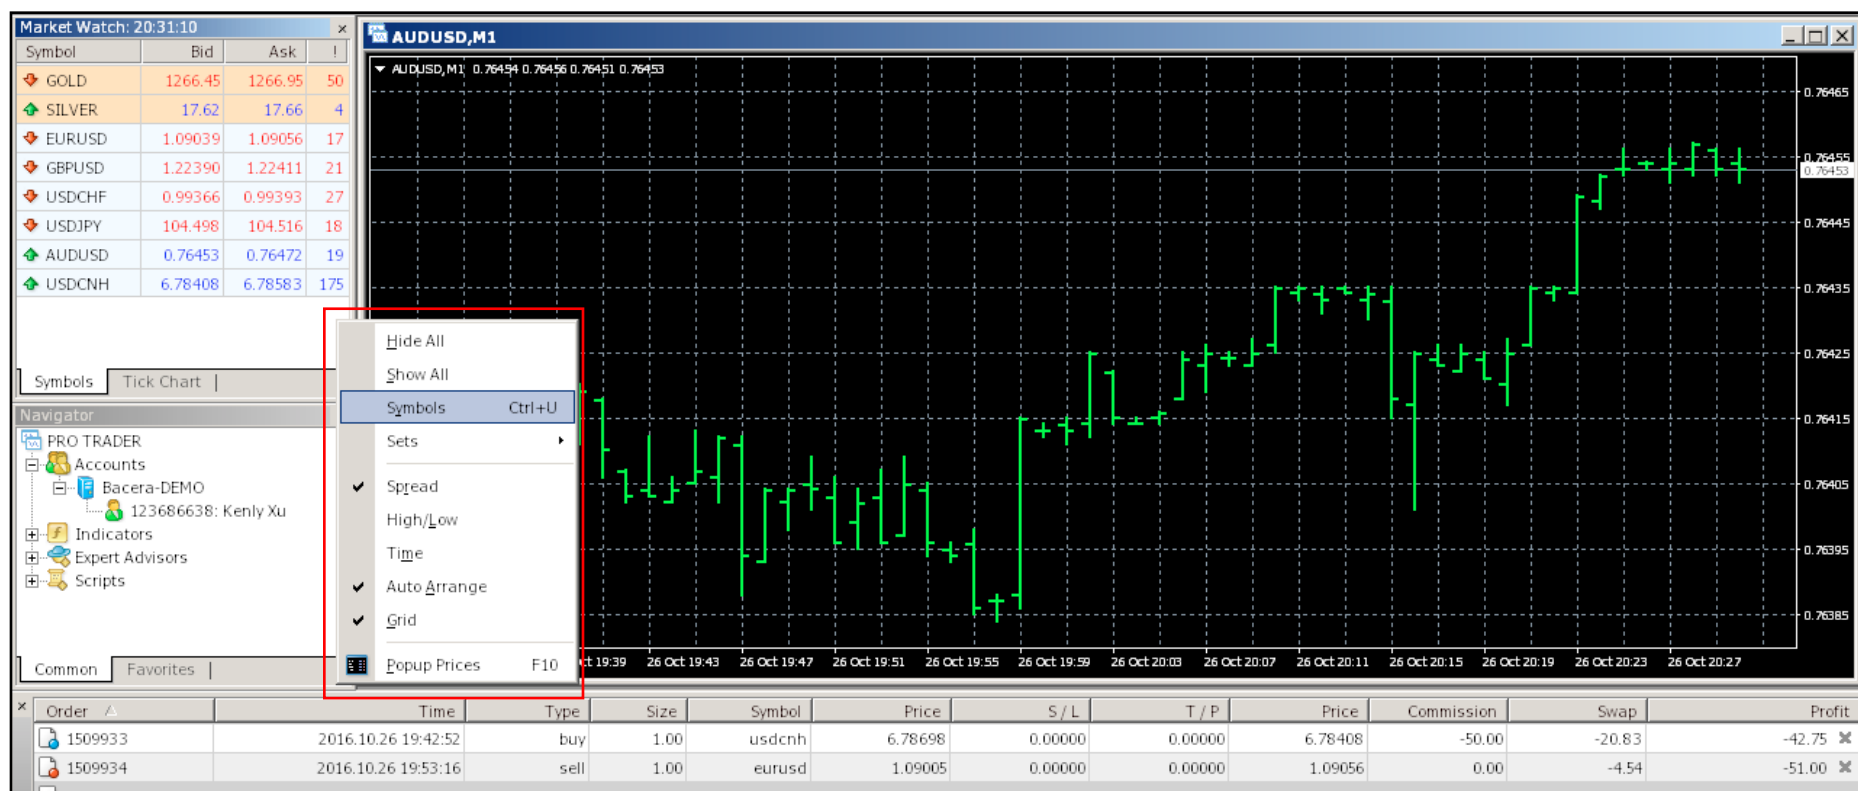 Market Watch: 20:31:10
Symbol Bid Ask !
GOLD 1266.45 1266.95 50
SILVER 17.62 17.66 4
EURUSD 1.09039 1.09056 17
GBPUSD 1.22390 1.22411 21
USDCHF 0.99366 0.99393 27
USDJPY 104.498 104.516 18
AUDUSD 0.76453 0.76472 19
USDCNH 6.78408 6.78583 175
Symbols Tick Chart
Navigator
PRO TRADER
Accounts
Bacera-DEMO
123686638: Kenly Xu
Indicators
Expert Advisors
Scripts
Common Favorites
Hide All
Show All
Symbols Ctrl+U
Sets
Spread
High/Low
Time
Auto Arrange
Grid
Popup Prices F10
AUDUSD,M1
AUDUSD,M1 0.76454 0.76456 0.76451 0.76453
0.76465
0.76455
0.76453
0.76445
0.76435
0.76425
0.76415
0.76405
0.76395
0.76385
19:39 26 Oct 19:43 26 Oct 19:47 26 Oct 19:51 26 Oct 19:55 26 Oct 19:59 26 Oct 20:03 26 Oct 20:07 26 Oct 20:11 26 Oct 20:15 26 Oct 20:19 26 Oct 20:23 26 Oct 20:27
Order Time Type Size Symbol Price S / L T / P Price Commission Swap Profit
1509933 2016.10.26 19:42:52 buy 1.00 usdcnh 6.78698 0.00000 0.00000 6.78408 -50.00 -20.83 -42.75
1509934 2016.10.26 19:53:16 sell 1.00 eurusd 1.09005 0.00000 0.00000 1.09056 0.00 -4.54 -51.00